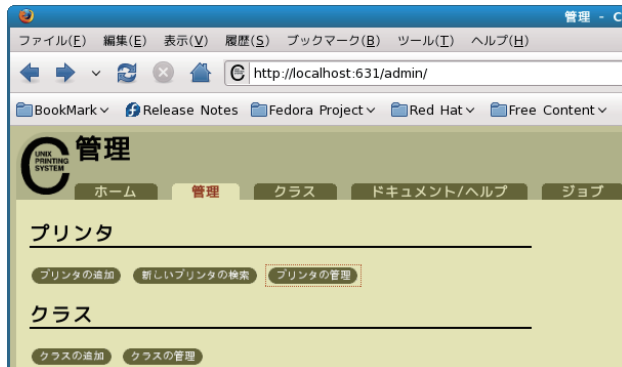 管理 - C
ファイル(F) 編集(E) 表示(V) 履歴(S) ブックマーク(B) ツール(T) ヘルプ(H)
http://localhost:631/admin/
BookMark Release Notes Fedora Project Red Hat Free Content
UNIX
PRINTING
SYSTEM
管理
ホーム 管理 クラス ドキュメント/ヘルプ ジョブ
プリンタ
プリンタの追加 新しいプリンタの検索 プリンタの管理
クラス
クラスの追加 クラスの管理